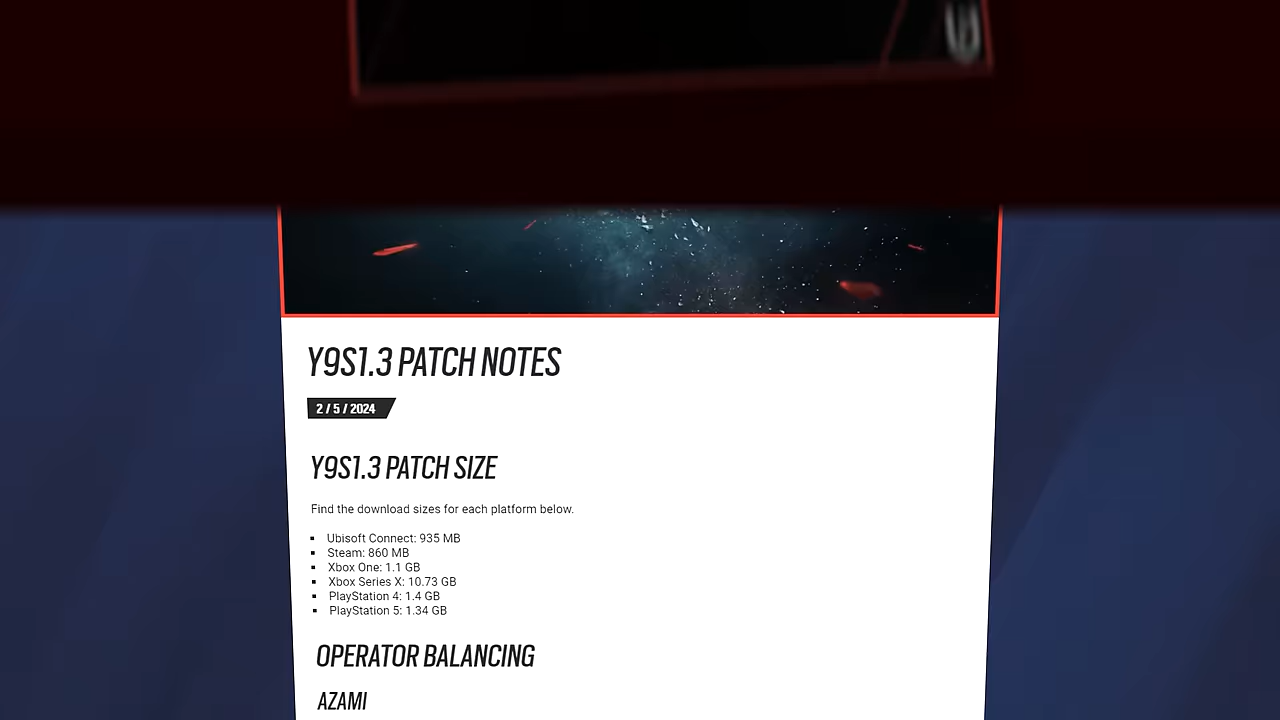 Y9S1.3 PATCH NOTES
2 / 5 / 2024
Y9S1.3 PATCH SIZE
Find the download sizes for each platform below.
Ubisoft Connect: 935 MB
Steam: 860 MB
Xbox One: 1.1 GB
Xbox Series X: 10.73 GB
PlayStation 4: 1.4 GB
PlayStation 5: 1.34 GB
OPERATOR BALANCING
AZAMI